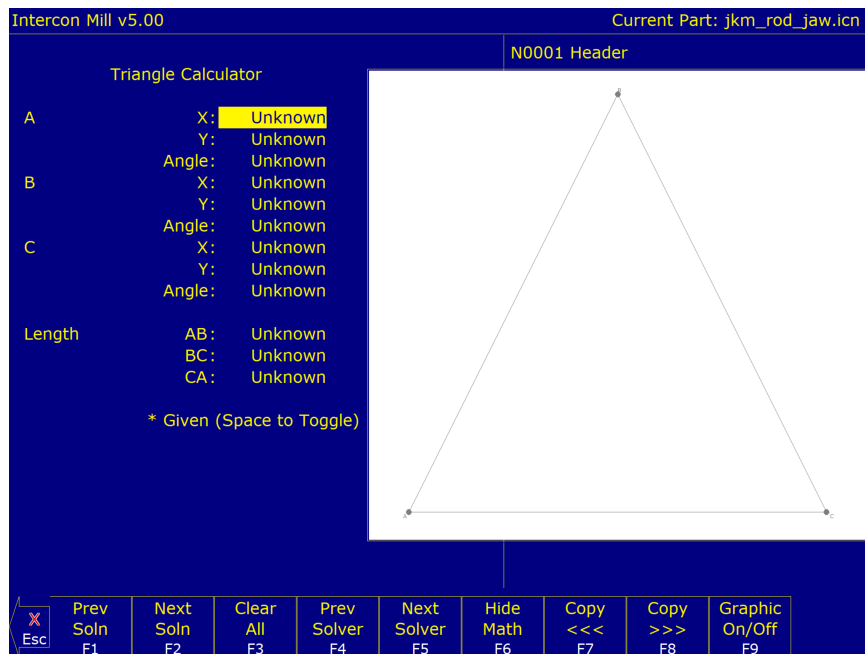 Intercon Mill v5.00
Current Part: jkm_rod_jaw.icn
N0001 Header
Triangle Calculator
A X: Unknown
Y: Unknown
Angle: Unknown
B X: Unknown
Y: Unknown
Angle: Unknown
C X: Unknown
Y: Unknown
Angle: Unknown
Length AB: Unknown
BC: Unknown
CA: Unknown
* Given (Space to Toggle)
B
A
C
X Esc
Prev Soln F1
Next Soln F2
Clear All F3
Prev Solver F4
Next Solver F5
Hide Math F6
Copy <<< F7
Copy >>> F8
Graphic On/Off F9